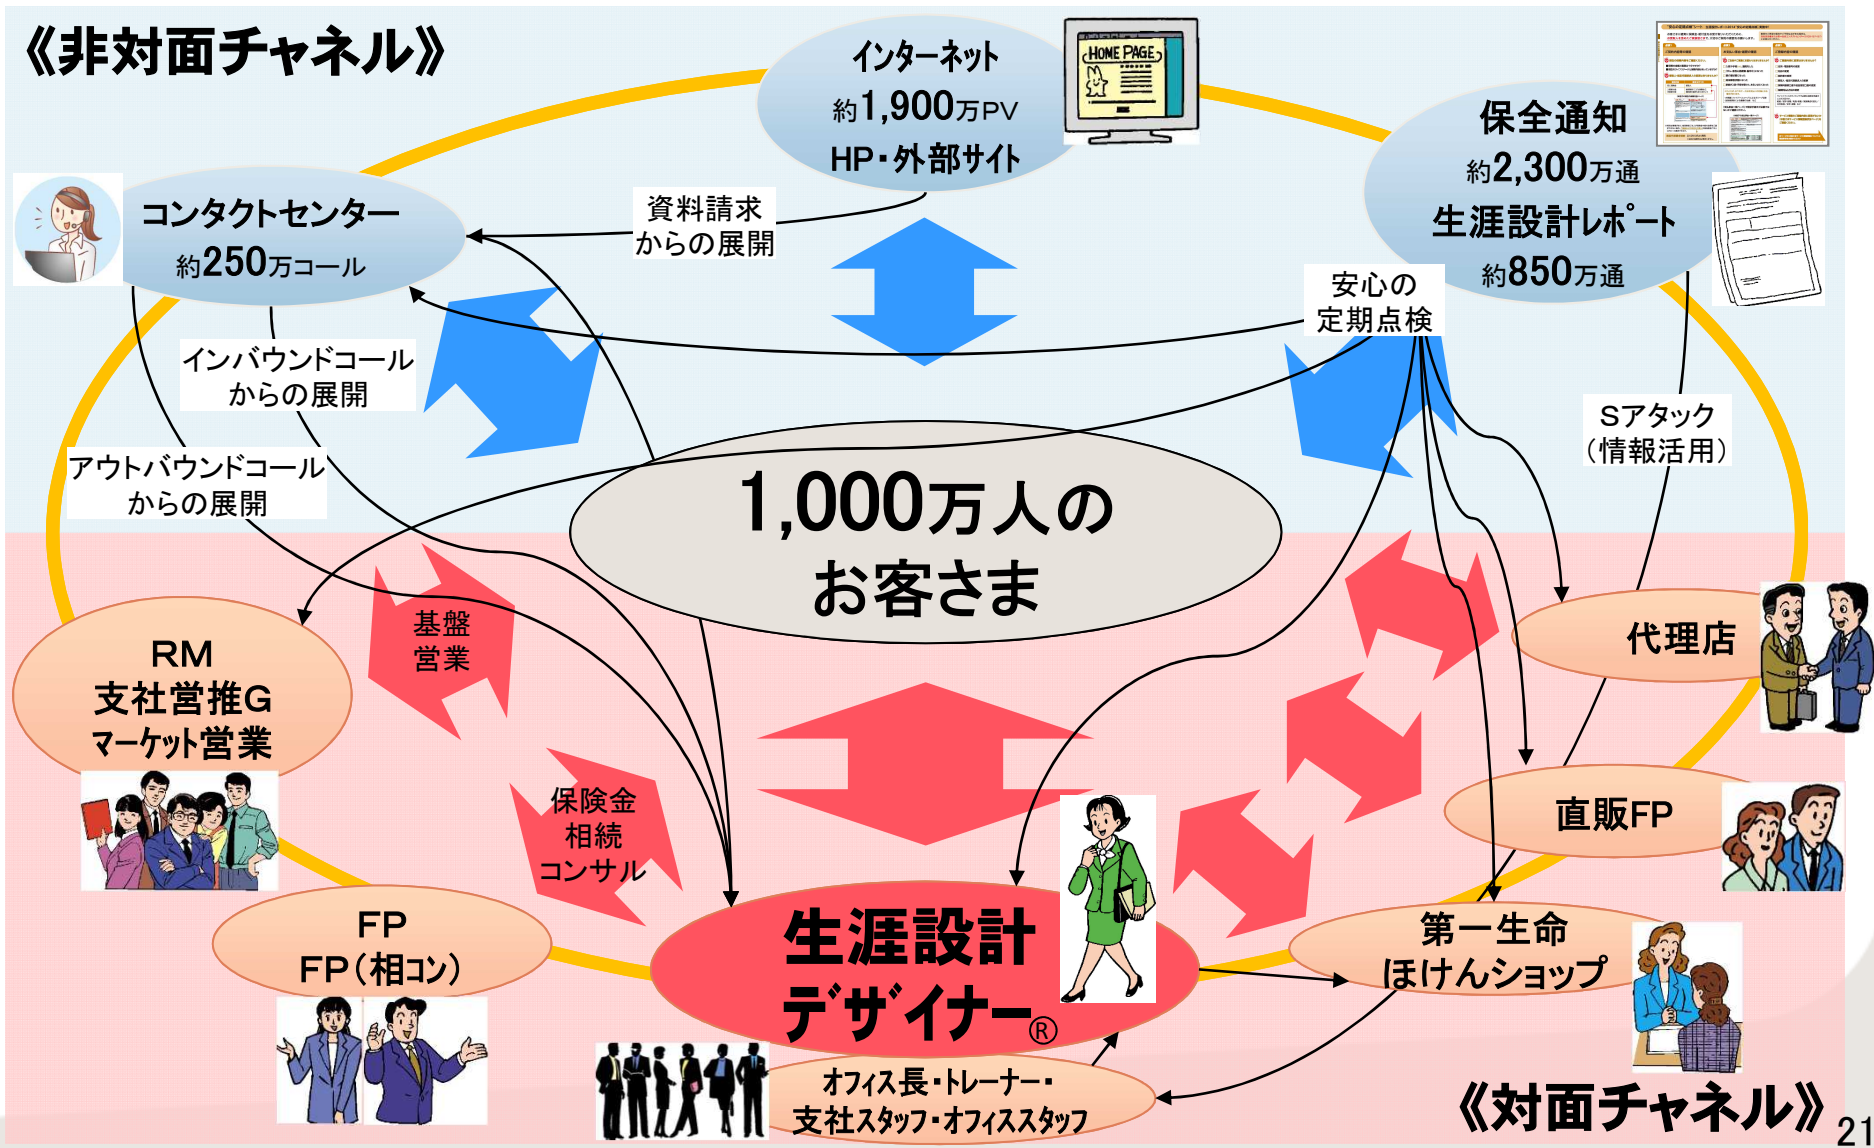 《非対面チャネル》
インターネット
約1,900万PV
HP・外部サイト
HOME PAGE
保全通知
約2,300万通
生涯設計レポート
約850万通
コンタクトセンター
約250万コール
資料請求
からの展開
安心の
定期点検
インバウンドコール
からの展開
Sアタック
（情報活用）
アウトバウンドコール
からの展開
1,000万人の
お客さま
基盤
営業
RM
支社営推G
マーケット営業
代理店
保険金
相続
コンサル
直販FP
FP
FP（相コン）
生涯設計
デザイナー®
第一生命
ほけんショップ
オフィス長・トレーナー・
支社スタッフ・オフィススタッフ
《対面チャネル》
21